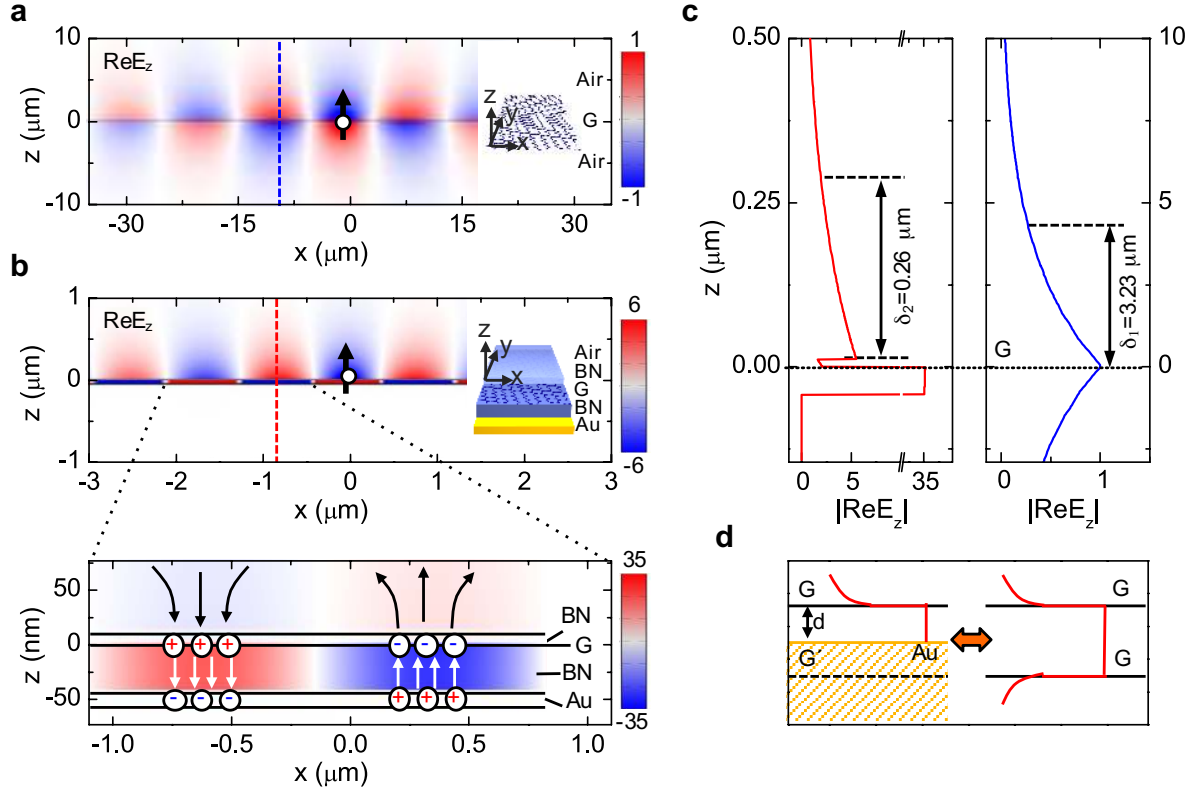 a
10
0
-10
z (μm)
ReEz
-30
-15
0
15
30
x (μm)
z
y
x
Air
G
Air
1
-1
b
1
0
-1
z (μm)
ReEz
-3
-2
-1
0
1
2
3
x (μm)
z
y
x
Air
BN
G
BN
Au
6
-6
50
0
-50
z (nm)
+ + +
- - -
- - -
+ + +
BN
G
BN
Au
35
-35
-1.0
-0.5
0.0
0.5
1.0
x (μm)
c
0.50
0.25
0.00
z (μm)
δ2=0.26 μm
0
5
35
|ReEz|
G
δ1=3.23 μm
10
5
0
0
1
|ReEz|
d
G
d
G´
Au
G
G